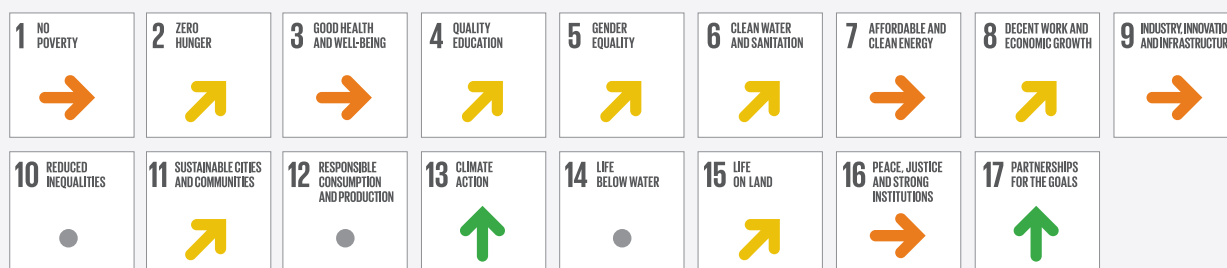 1 NO
POVERTY
2 ZERO
HUNGER
3 GOOD HEALTH
AND WELL-BEING
4 QUALITY
EDUCATION
5 GENDER
EQUALITY
6 CLEAN WATER
AND SANITATION
7 AFFORDABLE AND
CLEAN ENERGY
8 DECENT WORK AND
ECONOMIC GROWTH
9 INDUSTRY, INNOVATIO
AND INFRASTRUCTUR
10 REDUCED
INEQUALITIES
11 SUSTAINABLE CITIES
AND COMMUNITIES
12 RESPONSIBLE
CONSUMPTION
AND PRODUCTION
13 CLIMATE
ACTION
14 LIFE
BELOW WATER
15 LIFE
ON LAND
16 PEACE, JUSTICE
AND STRONG
INSTITUTIONS
17 PARTNERSHIPS
FOR THE GOALS